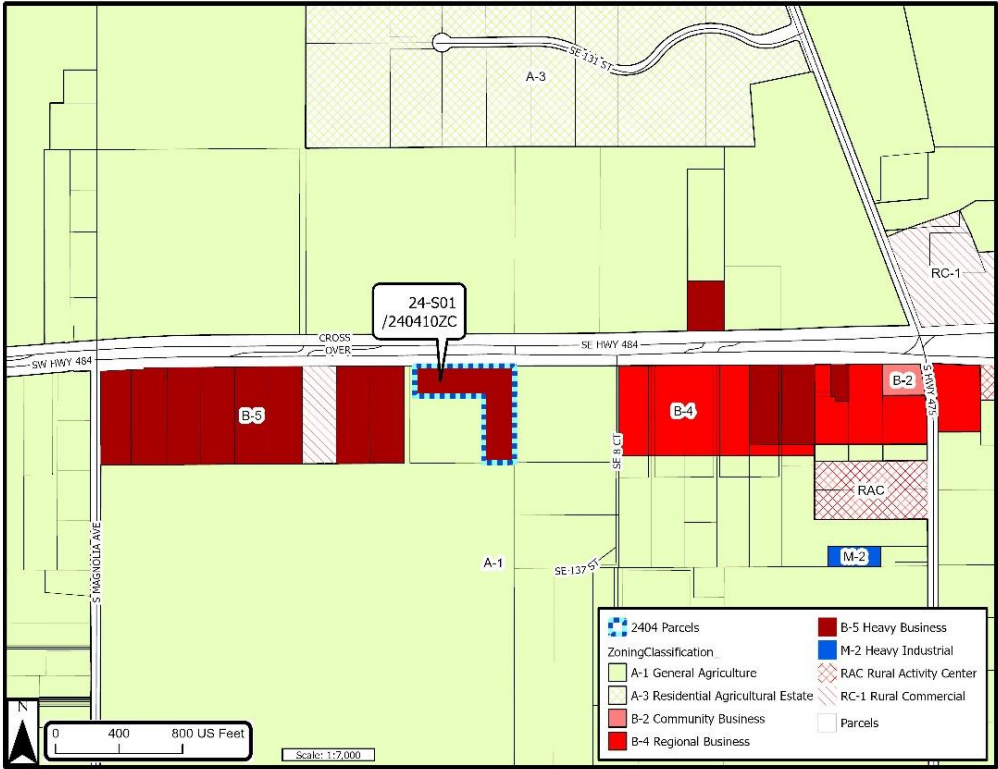 SE 131 ST
A-3
RC-1
24-S01
/240410ZC
CROSS
OVER
SE HWY 484
SW HWY 484
B-5
B-4
B-2
S HWY 475
SE 8 CT
RAC
S MAGNOLIA AVE
A-1
SE 137 ST
M-2
2404 Parcels
ZoningClassification_
A-1 General Agriculture
A-3 Residential Agricultural Estate
B-2 Community Business
B-4 Regional Business
B-5 Heavy Business
M-2 Heavy Industrial
RAC Rural Activity Center
RC-1 Rural Commercial
Parcels
N
0 400 800 US Feet
Scale: 1:7,000